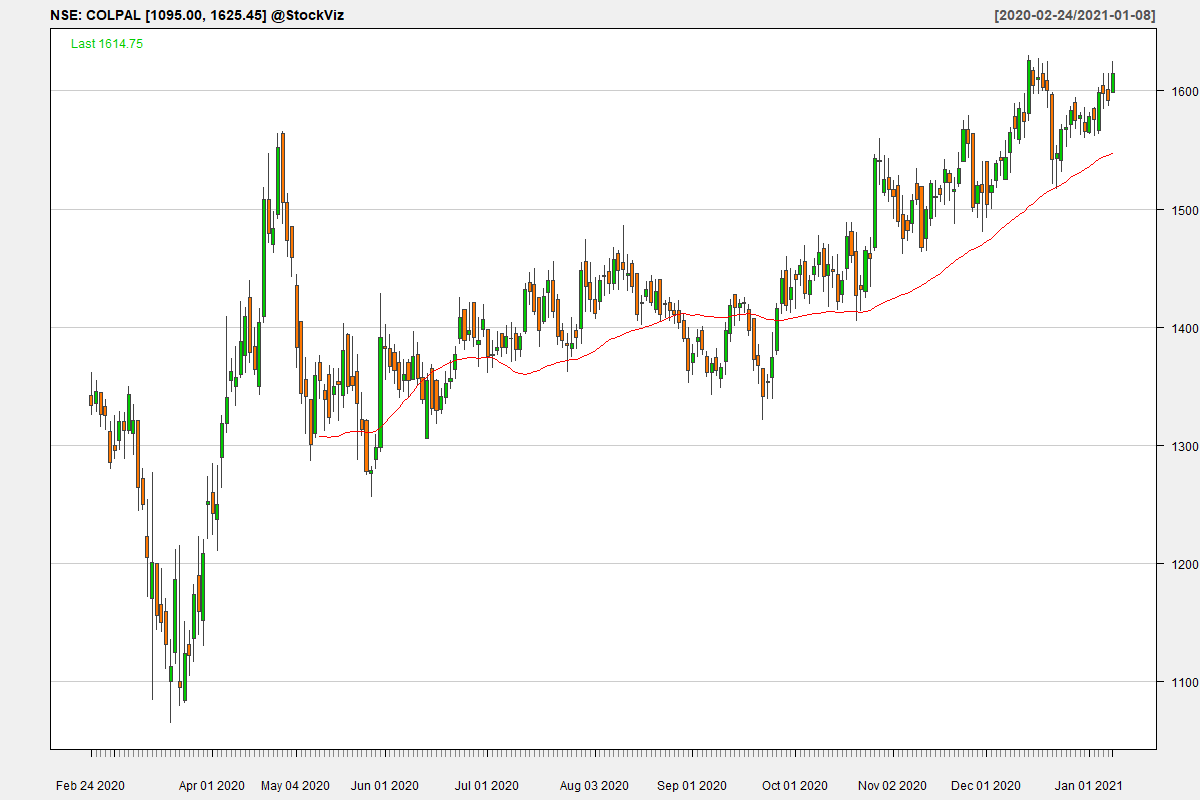 NSE: COLPAL [1095.00, 1625.45] @StockViz [2020-02-24/2021-01-08]
Last 1614.75
1600
1500
1400
1300
1200
1100
Feb 24 2020 Apr 01 2020 May 04 2020 Jun 01 2020 Jul 01 2020 Aug 03 2020 Sep 01 2020 Oct 01 2020 Nov 02 2020 Dec 01 2020 Jan 01 2021